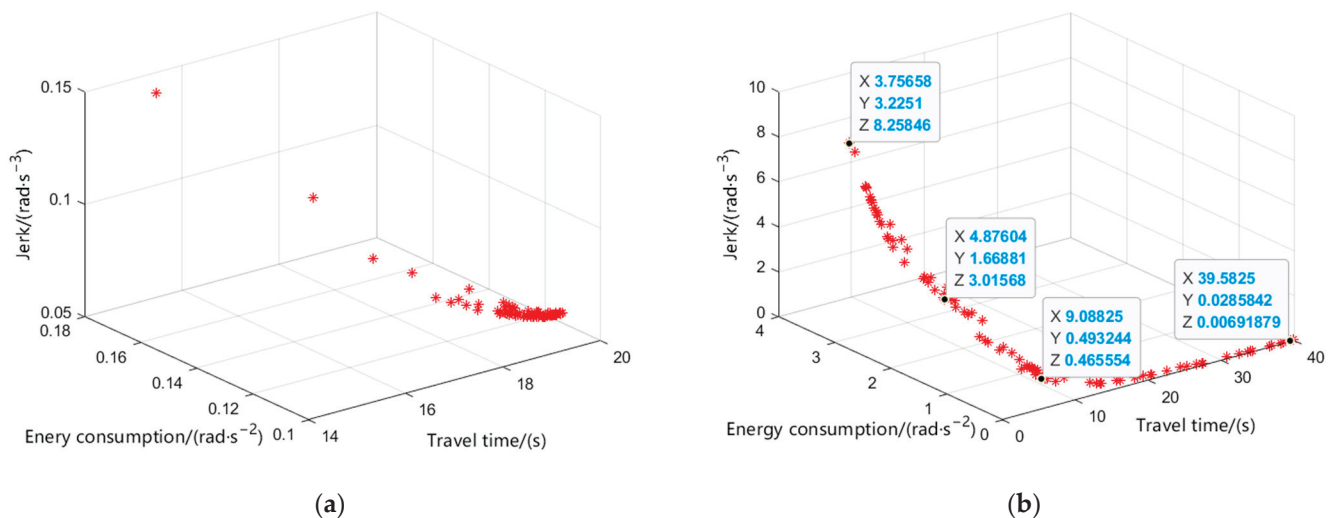 0.15
0.1
0.05
Jerk/(rad·s−3)
0.18
0.16
0.14
0.12
0.1
Enery consumption/(rad·s−2)
14
16
18
20
Travel time/(s)
(a)
10
8
6
4
2
0
Jerk/(rad·s−3)
4
3
2
1
0
Energy consumption/(rad·s−2)
0
10
20
30
40
Travel time/(s)
X 3.75658
Y 3.2251
Z 8.25846
X 4.87604
Y 1.66881
Z 3.01568
X 9.08825
Y 0.493244
Z 0.465554
X 39.5825
Y 0.0285842
Z 0.00691879
(b)